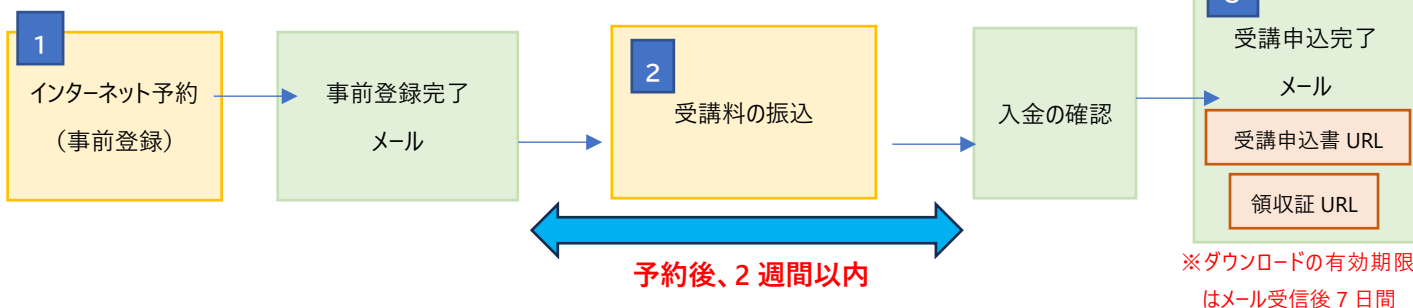 1
インターネット予約
（事前登録）
事前登録完了
メール
2
受講料の振込
予約後、2 週間以内
入金の確認
受講申込完了
メール
受講申込書 URL
領収証 URL
※ダウンロードの有効期限
はメール受信後 7 日間